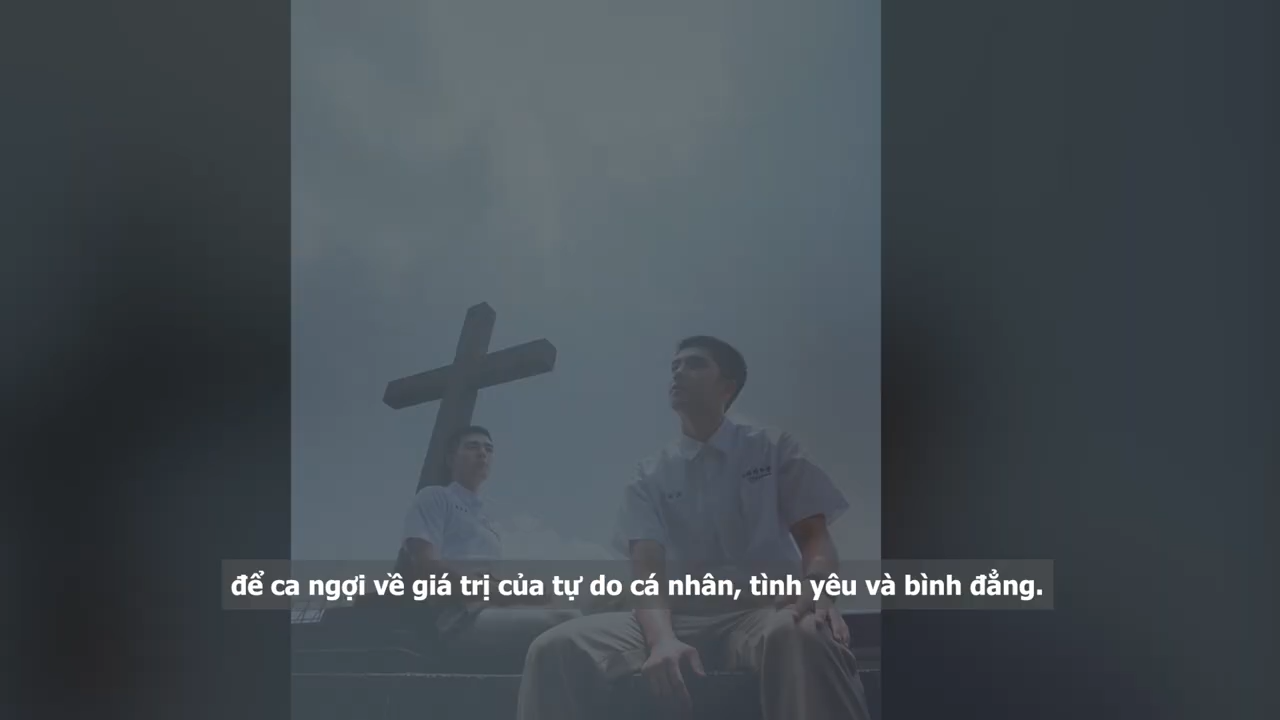 để ca ngợi về giá trị của tự do cá nhân, tình yêu và bình đẳng.